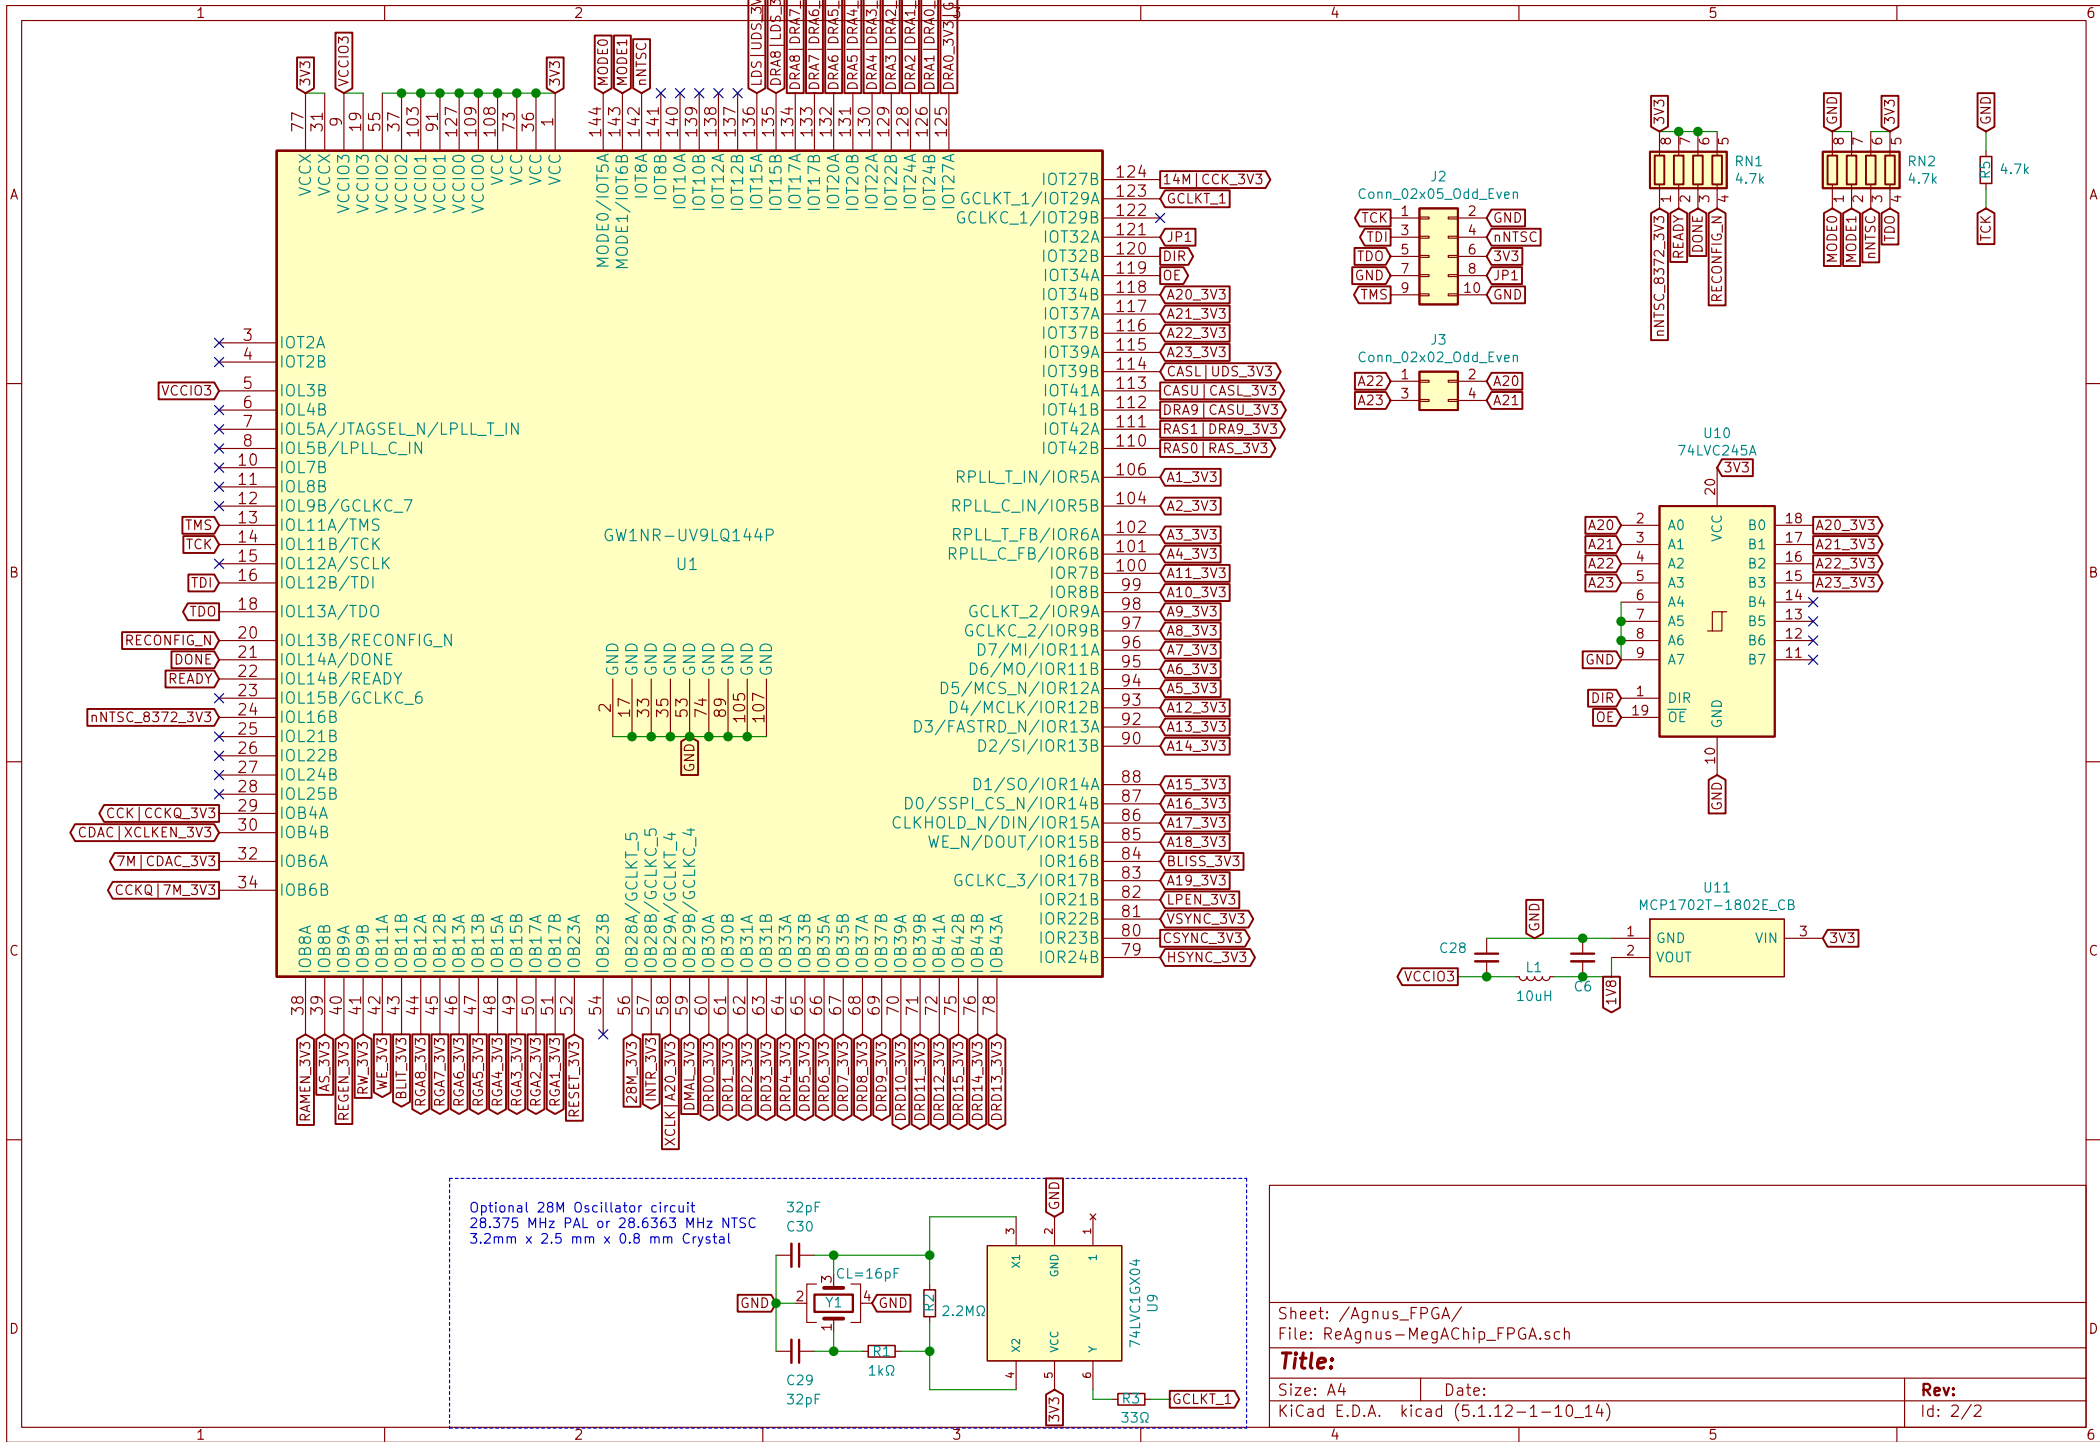 1 2 3 4 5 6
A
B
C
D
3V3
VCCIO3
3V3
MODE0
MODE1
nNTSC
DRA8|LDS_3
DRA8|DRA7_
DRA7|DRA6_
DRA6|DRA5_
DRA5|DRA4_
DRA4|DRA3_
DRA3|DRA2_
DRA2|DRA1_
DRA1|DRA0_
77 31 9 19 55 37 103 91 127 109 108 73 36 1
144 143 142 141 140 139 138 137 136 135 134 133 132 131 130 129 128 126 125
VCCX VCCX VCCIO3 VCCIO3 VCCIO2 VCCIO2 VCCIO1 VCCIO1 VCCIO0 VCCIO0 VCC VCC VCC VCC
MODE0/IOT5A MODE1/IOT6B IOT8A IOT8B IOT10A IOT10B IOT12A IOT12B IOT15A IOT15B IOT17A IOT17B IOT20A IOT20B IOT22A IOT22B IOT24A IOT24B IOT27A
IOT27B 124 14M|CCK_3V3
GCLKT_1/IOT29A 123 GCLKT_1
GCLKC_1/IOT29B 122
IOT32A 121 JP1
IOT32B 120 DIR
IOT34A 119 OE
IOT34B 118 A20_3V3
IOT37A 117 A21_3V3
IOT37B 116 A22_3V3
IOT39A 115 A23_3V3
IOT39B 114 CASL|UDS_3V3
IOT41A 113 CASU|CASL_3V3
IOT41B 112 DRA9|CASU_3V3
IOT42A 111 RAS1|DRA9_3V3
IOT42B 110 RAS0|RAS_3V3
RPLL_T_IN/IOR5A 106 A1_3V3
RPLL_C_IN/IOR5B 104 A2_3V3
RPLL_T_FB/IOR6A 102 A3_3V3
RPLL_C_FB/IOR6B 101 A4_3V3
IOR7B 100 A11_3V3
IOR8B 99 A10_3V3
GCLKT_2/IOR9A 98 A9_3V3
GCLKC_2/IOR9B 97 A8_3V3
D7/MI/IOR11A 96 A7_3V3
D6/MO/IOR11B 95 A6_3V3
D5/MCS_N/IOR12A 94 A5_3V3
D4/MCLK/IOR12B 93 A12_3V3
D3/FASTRD_N/IOR13A 92 A13_3V3
D2/SI/IOR13B 90 A14_3V3
D1/SO/IOR14A 88 A15_3V3
D0/SSPI_CS_N/IOR14B 87 A16_3V3
CLKHOLD_N/DIN/IOR15A 86 A17_3V3
WE_N/DOUT/IOR15B 85 A18_3V3
IOR16B 84 BLISS_3V3
GCLKC_3/IOR17B 83 A19_3V3
IOR21B 82 LPEN_3V3
IOR22B 81 VSYNC_3V3
IOR23B 80 CSYNC_3V3
IOR24B 79 HSYNC_3V3
3 IOT2A
4 IOT2B
VCCIO3 5 IOL3B
6 IOL4B
7 IOL5A/JTAGSEL_N/LPLL_T_IN
8 IOL5B/LPLL_C_IN
10 IOL7B
11 IOL8B
12 IOL9B/GCLKC_7
TMS 13 IOL11A/TMS
TCK 14 IOL11B/TCK
15 IOL12A/SCLK
TDI 16 IOL12B/TDI
TDO 18 IOL13A/TDO
RECONFIG_N 20 IOL13B/RECONFIG_N
DONE 21 IOL14A/DONE
READY 22 IOL14B/READY
23 IOL15B/GCLKC_6
nNTSC_8372_3V3 24 IOL16B
25 IOL21B
26 IOL22B
27 IOL24B
28 IOL25B
CCK|CCKQ_3V3 29 IOB4A
CDAC|XCLKEN_3V3 30 IOB4B
7M|CDAC_3V3 32 IOB6A
CCKQ|7M_3V3 34 IOB6B
GW1NR-UV9LQ144P
U1
GND GND GND GND GND GND GND GND GND
2 17 33 35 53 74 89 105 107
GND
IOB8A IOB8B IOB9A IOB9B IOB11A IOB11B IOB12A IOB12B IOB13A IOB13B IOB15A IOB15B IOB17A IOB17B IOB23A IOB23B IOB28A/GCLKT_5 IOB28B/GCLKC_5 IOB29A/GCLKT_4 IOB29B/GCLKC_4 IOB30A IOB30B IOB31A IOB31B IOB33A IOB33B IOB35A IOB35B IOB37A IOB37B IOB39A IOB39B IOB41A IOB42B IOB43B IOB43A
38 39 40 41 42 43 44 45 46 47 48 49 50 51 52 54 56 57 58 59 60 61 62 63 64 65 66 67 68 69 70 71 72 75 76 78
RAMEN_3V3
AS_3V3
REGEN_3V3
RW_3V3
WE_3V3
BLIT_3V3
RGA8_3V3
RGA7_3V3
RGA6_3V3
RGA5_3V3
RGA4_3V3
RGA3_3V3
RGA2_3V3
RGA1_3V3
RESET_3V3
28M_3V3
INTR_3V3
XCLK|A20_3V3
DMAL_3V3
DRD0_3V3
DRD1_3V3
DRD2_3V3
DRD3_3V3
DRD4_3V3
DRD5_3V3
DRD6_3V3
DRD7_3V3
DRD8_3V3
DRD9_3V3
DRD10_3V3
DRD11_3V3
DRD12_3V3
DRD15_3V3
DRD14_3V3
DRD13_3V3
J2
Conn_02x05_Odd_Even
TCK 1 2 GND
TDI 3 4 nNTSC
TDO 5 6 3V3
GND 7 8 JP1
TMS 9 10 GND
J3
Conn_02x02_Odd_Even
A22 1 2 A20
A23 3 4 A21
3V3
8 7 6 5
RN1
4.7k
1 2 3 4
nNTSC_8372_3V3
READY
DONE
RECONFIG_N
GND 3V3
8 7 6 5
RN2
4.7k
1 2 3 4
MODE0
MODE1
nNTSC
TDO
GND
R5 4.7k
TCK
U10
74LVC245A
3V3
20
VCC
A20 2 A0 B0 18 A20_3V3
A21 3 A1 B1 17 A21_3V3
A22 4 A2 B2 16 A22_3V3
A23 5 A3 B3 15 A23_3V3
6 A4 B4 14
7 A5 B5 13
8 A6 B6 12
GND 9 A7 B7 11
DIR 1 DIR
OE 19 OE
GND
10
GND
U11
MCP1702T-1802E_CB
GND
C28
1 GND VIN 3 3V3
2 VOUT
VCCIO3
L1
10uH
C6
1V8
Optional 28M Oscillator circuit
28.375 MHz PAL or 28.6363 MHz NTSC
3.2mm x 2.5 mm x 0.8 mm Crystal
32pF
C30
CL=16pF
3
GND 2 Y1 4 GND
1
R2 2.2MΩ
R1
1kΩ
C29
32pF
GND
3 2 1
X1 GND 1
74LVC1GX04
U9
X2 VCC Y
4 5 6
3V3
R3
33Ω
GCLKT_1
Sheet: /Agnus_FPGA/
File: ReAgnus-MegAChip_FPGA.sch
Title:
Size: A4 Date: Rev:
KiCad E.D.A. kicad (5.1.12-1-10_14) Id: 2/2
1 2 3 4 5 6